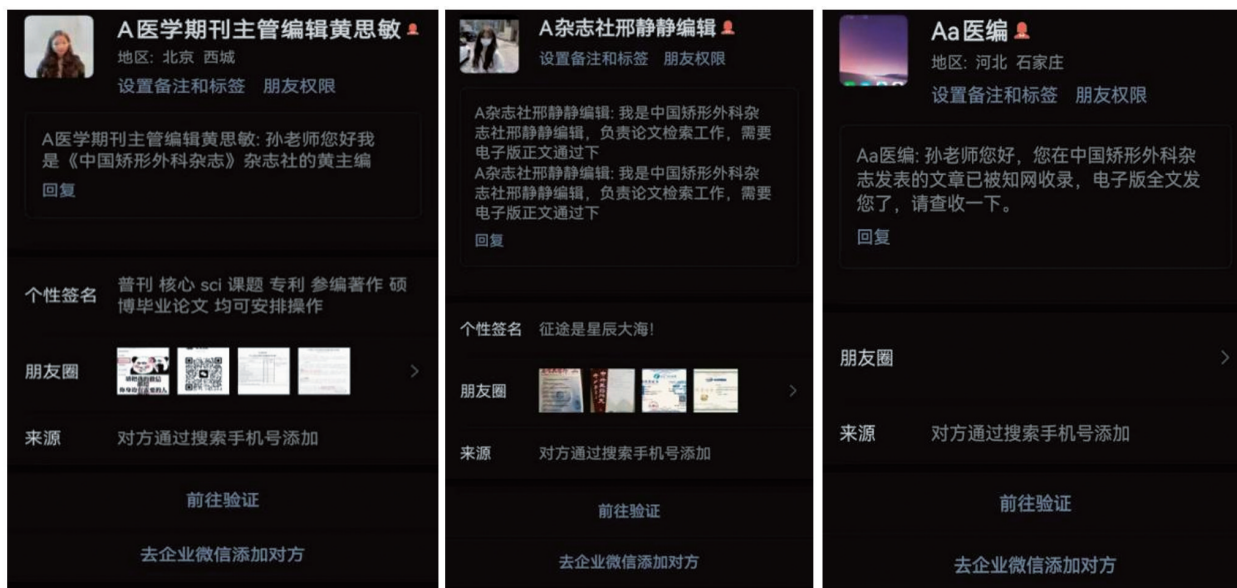 A医学期刊主管编辑黄思敏
地区: 北京 西城
设置备注和标签 朋友权限
A医学期刊主管编辑黄思敏: 孙老师您好我
是《中国矫形外科杂志》杂志社的黄主编
回复
个性签名 普刊 核心 sci 课题 专利 参编著作 硕
博毕业论文 均可安排操作
朋友圈
来源 对方通过搜索手机号添加
前往验证
去企业微信添加对方
A杂志社邢静静编辑
设置备注和标签 朋友权限
A杂志社邢静静编辑: 我是中国矫形外科杂
志社邢静静编辑，负责论文检索工作，需要
电子版正文通过下
A杂志社邢静静编辑: 我是中国矫形外科杂
志社邢静静编辑，负责论文检索工作，需要
电子版正文通过下
回复
个性签名 征途是星辰大海!
朋友圈
来源 对方通过搜索手机号添加
前往验证
去企业微信添加对方
Aa医编
地区: 河北 石家庄
设置备注和标签 朋友权限
Aa医编: 孙老师您好，您在中国矫形外科杂
志发表的文章已被知网收录，电子版全文发
您了，请查收一下。
回复
朋友圈
来源 对方通过搜索手机号添加
前往验证
去企业微信添加对方